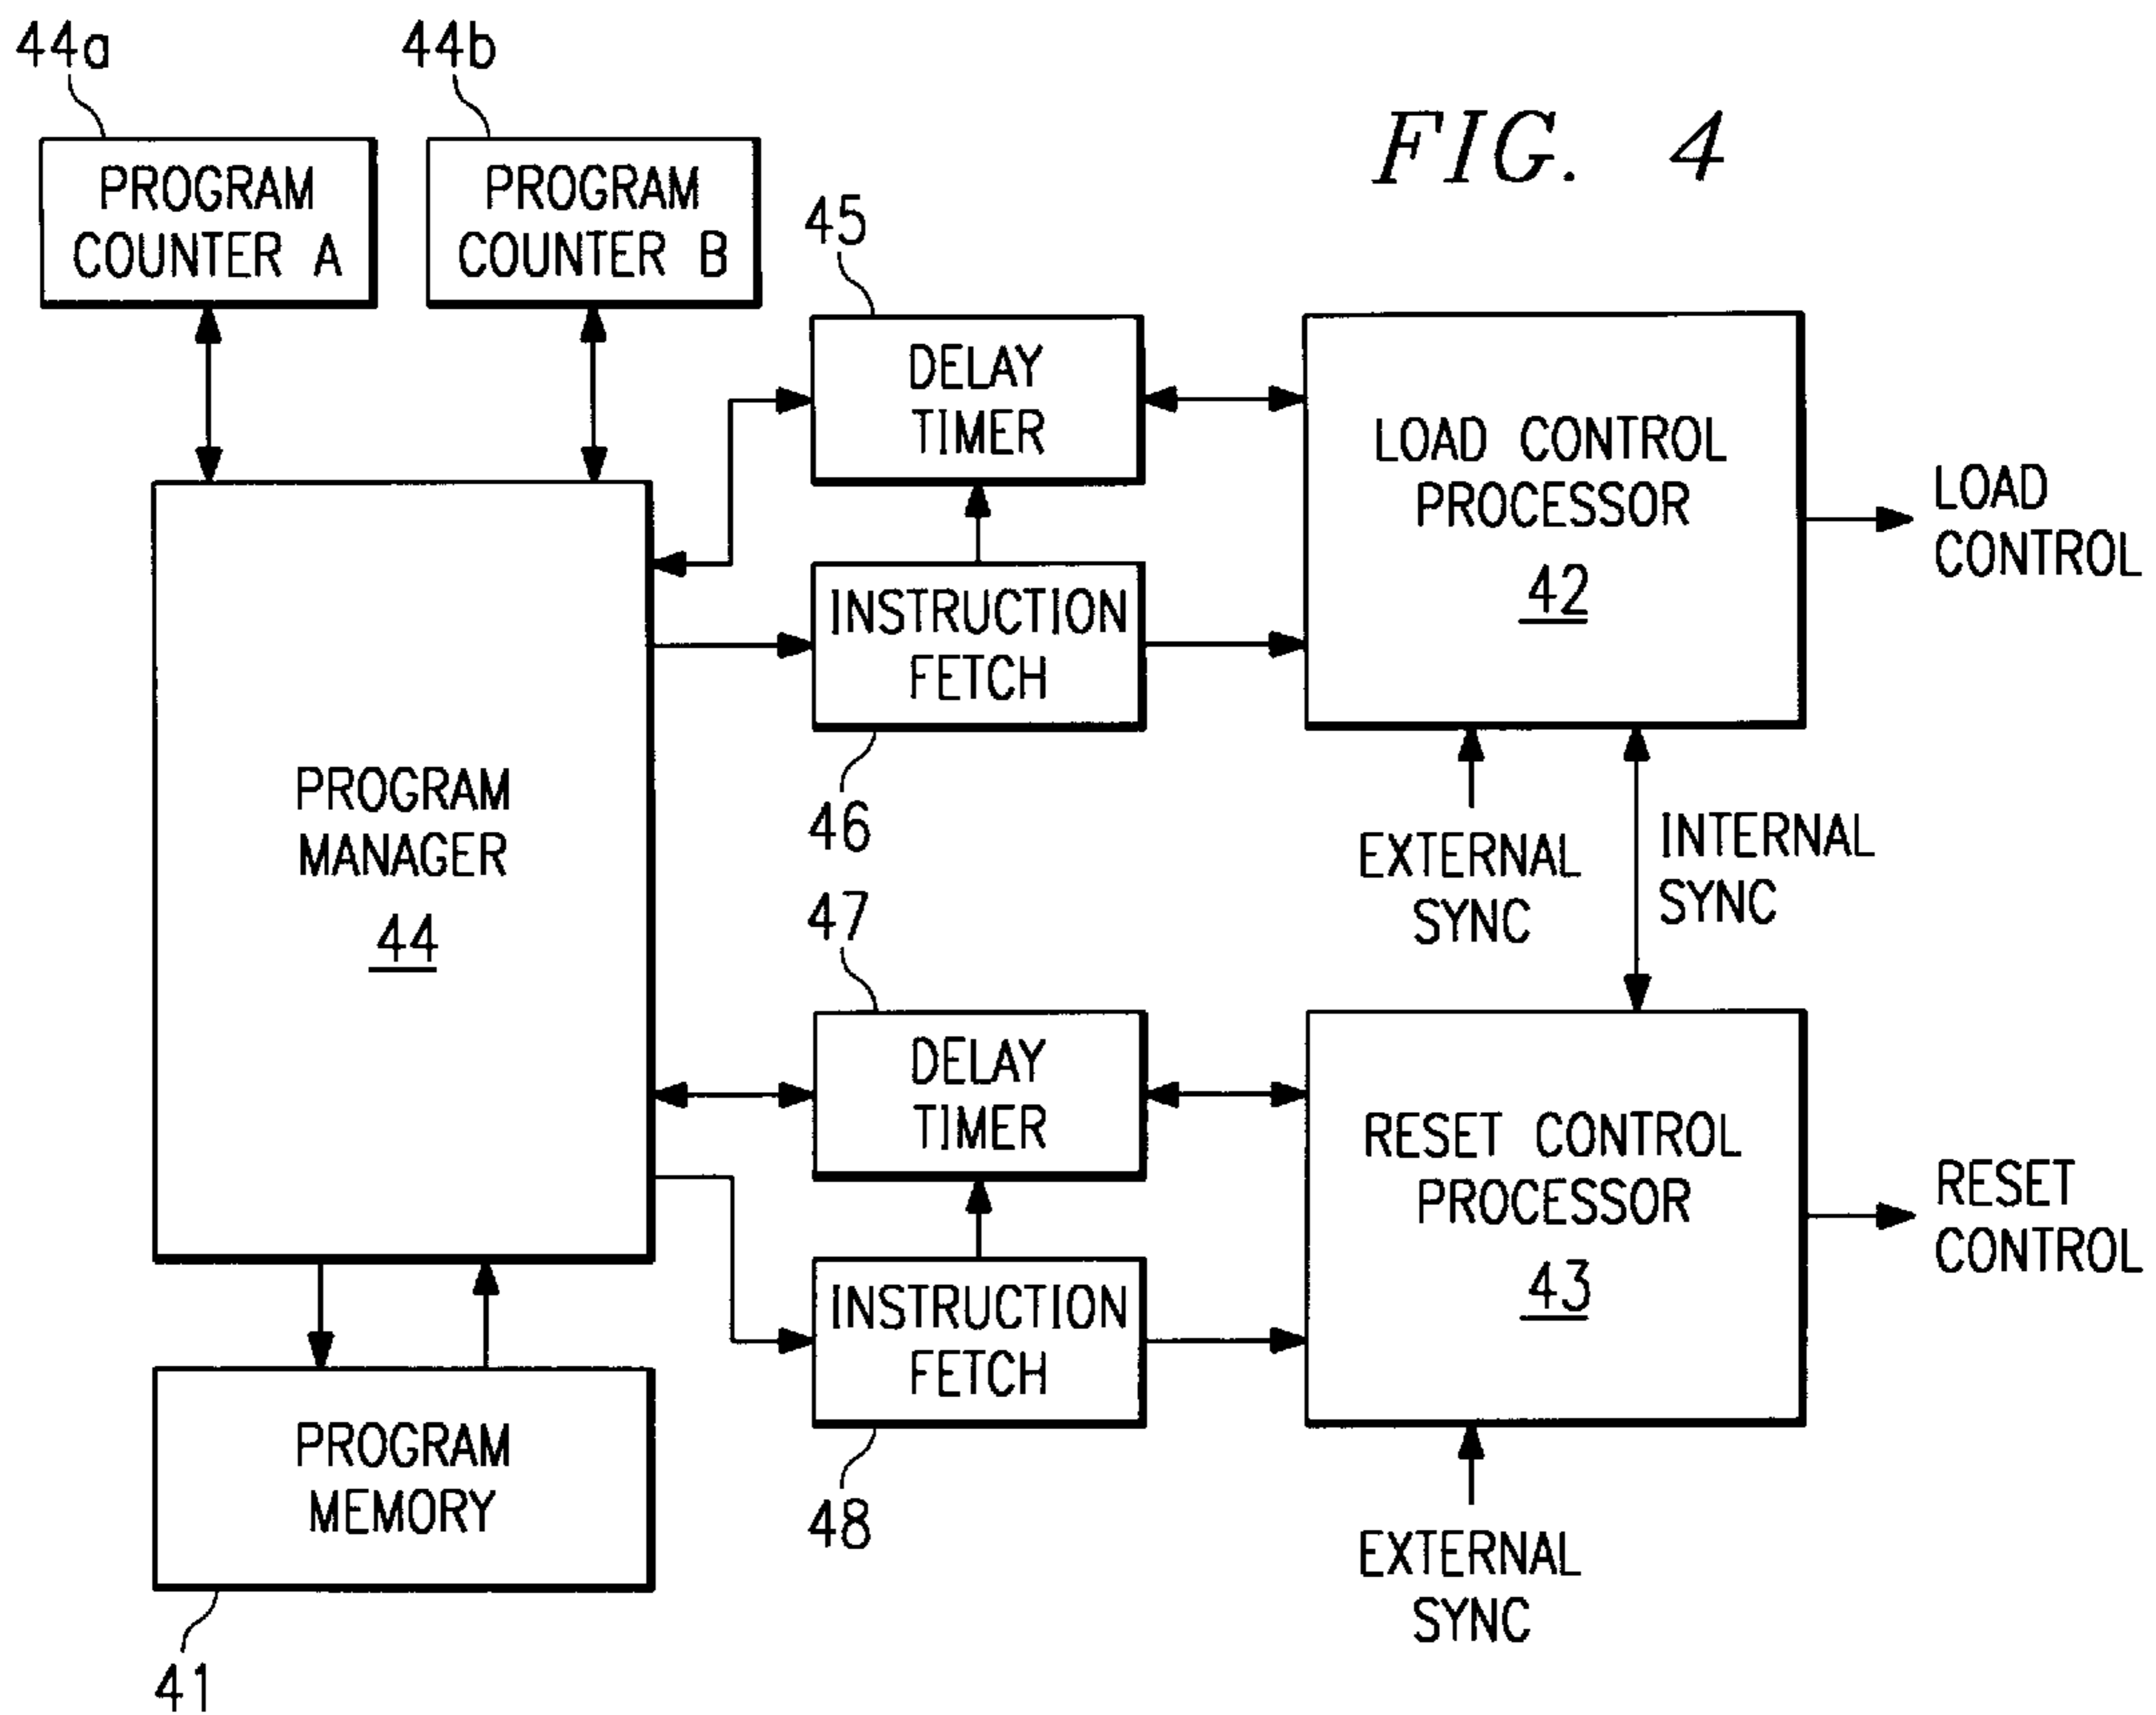 44a
44b
FIG. 4
PROGRAM
COUNTER A
PROGRAM
COUNTER B
45
DELAY
TIMER
LOAD CONTROL
PROCESSOR
42
LOAD
CONTROL
INSTRUCTION
FETCH
46
PROGRAM
MANAGER
44
EXTERNAL
SYNC
INTERNAL
SYNC
47
DELAY
TIMER
RESET CONTROL
PROCESSOR
43
RESET
CONTROL
INSTRUCTION
FETCH
48
PROGRAM
MEMORY
41
EXTERNAL
SYNC